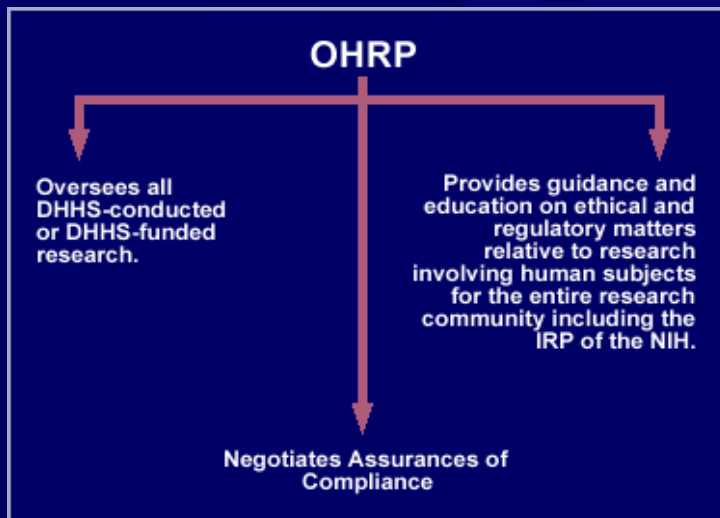 OHRP
Oversees all
DHHS-conducted
or DHHS-funded
research.
Provides guidance and
education on ethical and
regulatory matters
relative to research
involving human subjects
for the entire research
community including the
IRP of the NIH.
Negotiates Assurances of
Compliance